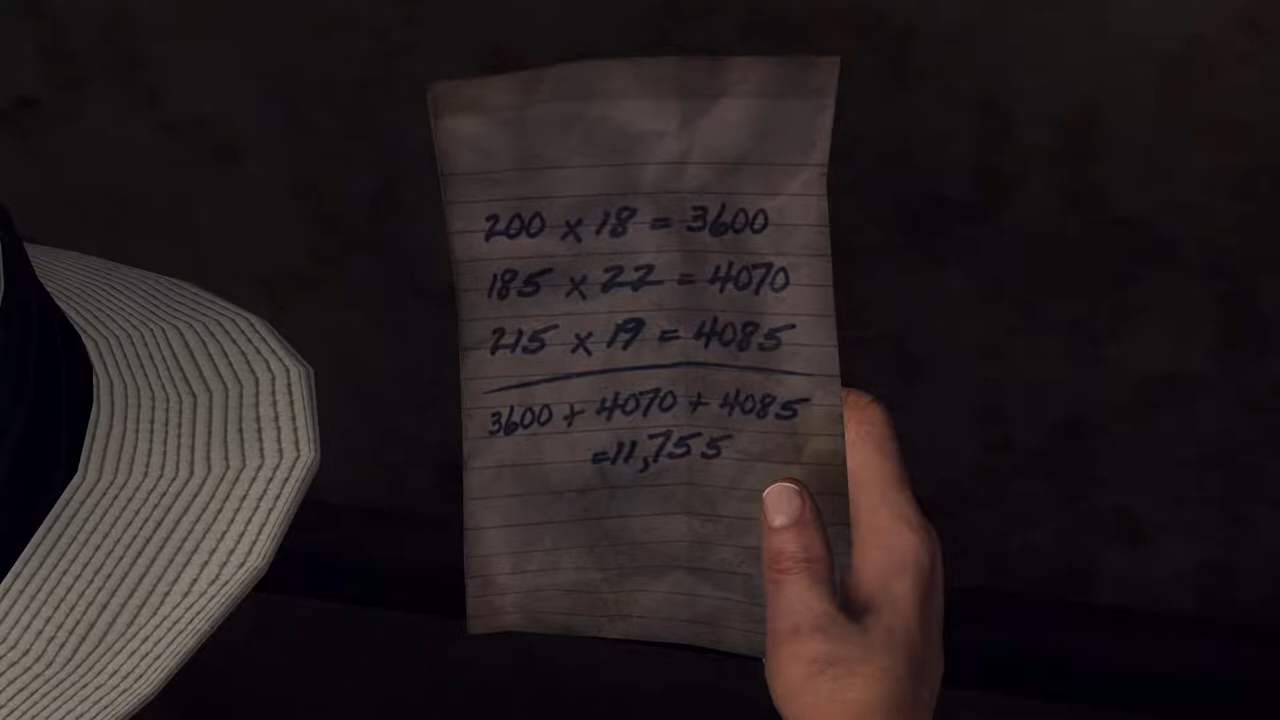 200 x 18 = 3600
185 x 22 = 4070
215 x 19 = 4085
3600 + 4070 + 4085
=11,755